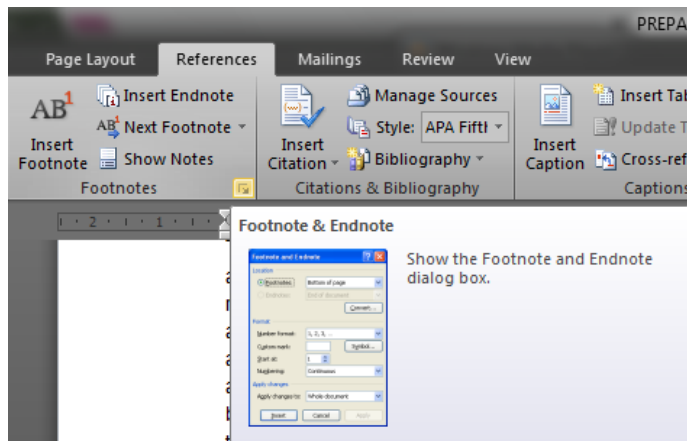 PREPA
Page Layout References Mailings Review View
AB1 Insert Endnote
AB Next Footnote
Insert Footnote
Show Notes
Footnotes
Insert Citation
Manage Sources
Style: APA Fifth
Bibliography
Citations & Bibliography
Insert Caption
Insert Tab
Update T
Cross-ref
Captions
2 1
Footnote & Endnote
Show the Footnote and Endnote
dialog box.
Footnote and Endnote
Location
Footnotes: Bottom of page
Endnotes: End of document
Convert...
Format
Number format: 1, 2, 3, ...
Custom mark: Symbol...
Start at: 1
Numbering: Continuous
Apply changes
Apply changes to: Whole document
Insert Cancel Apply